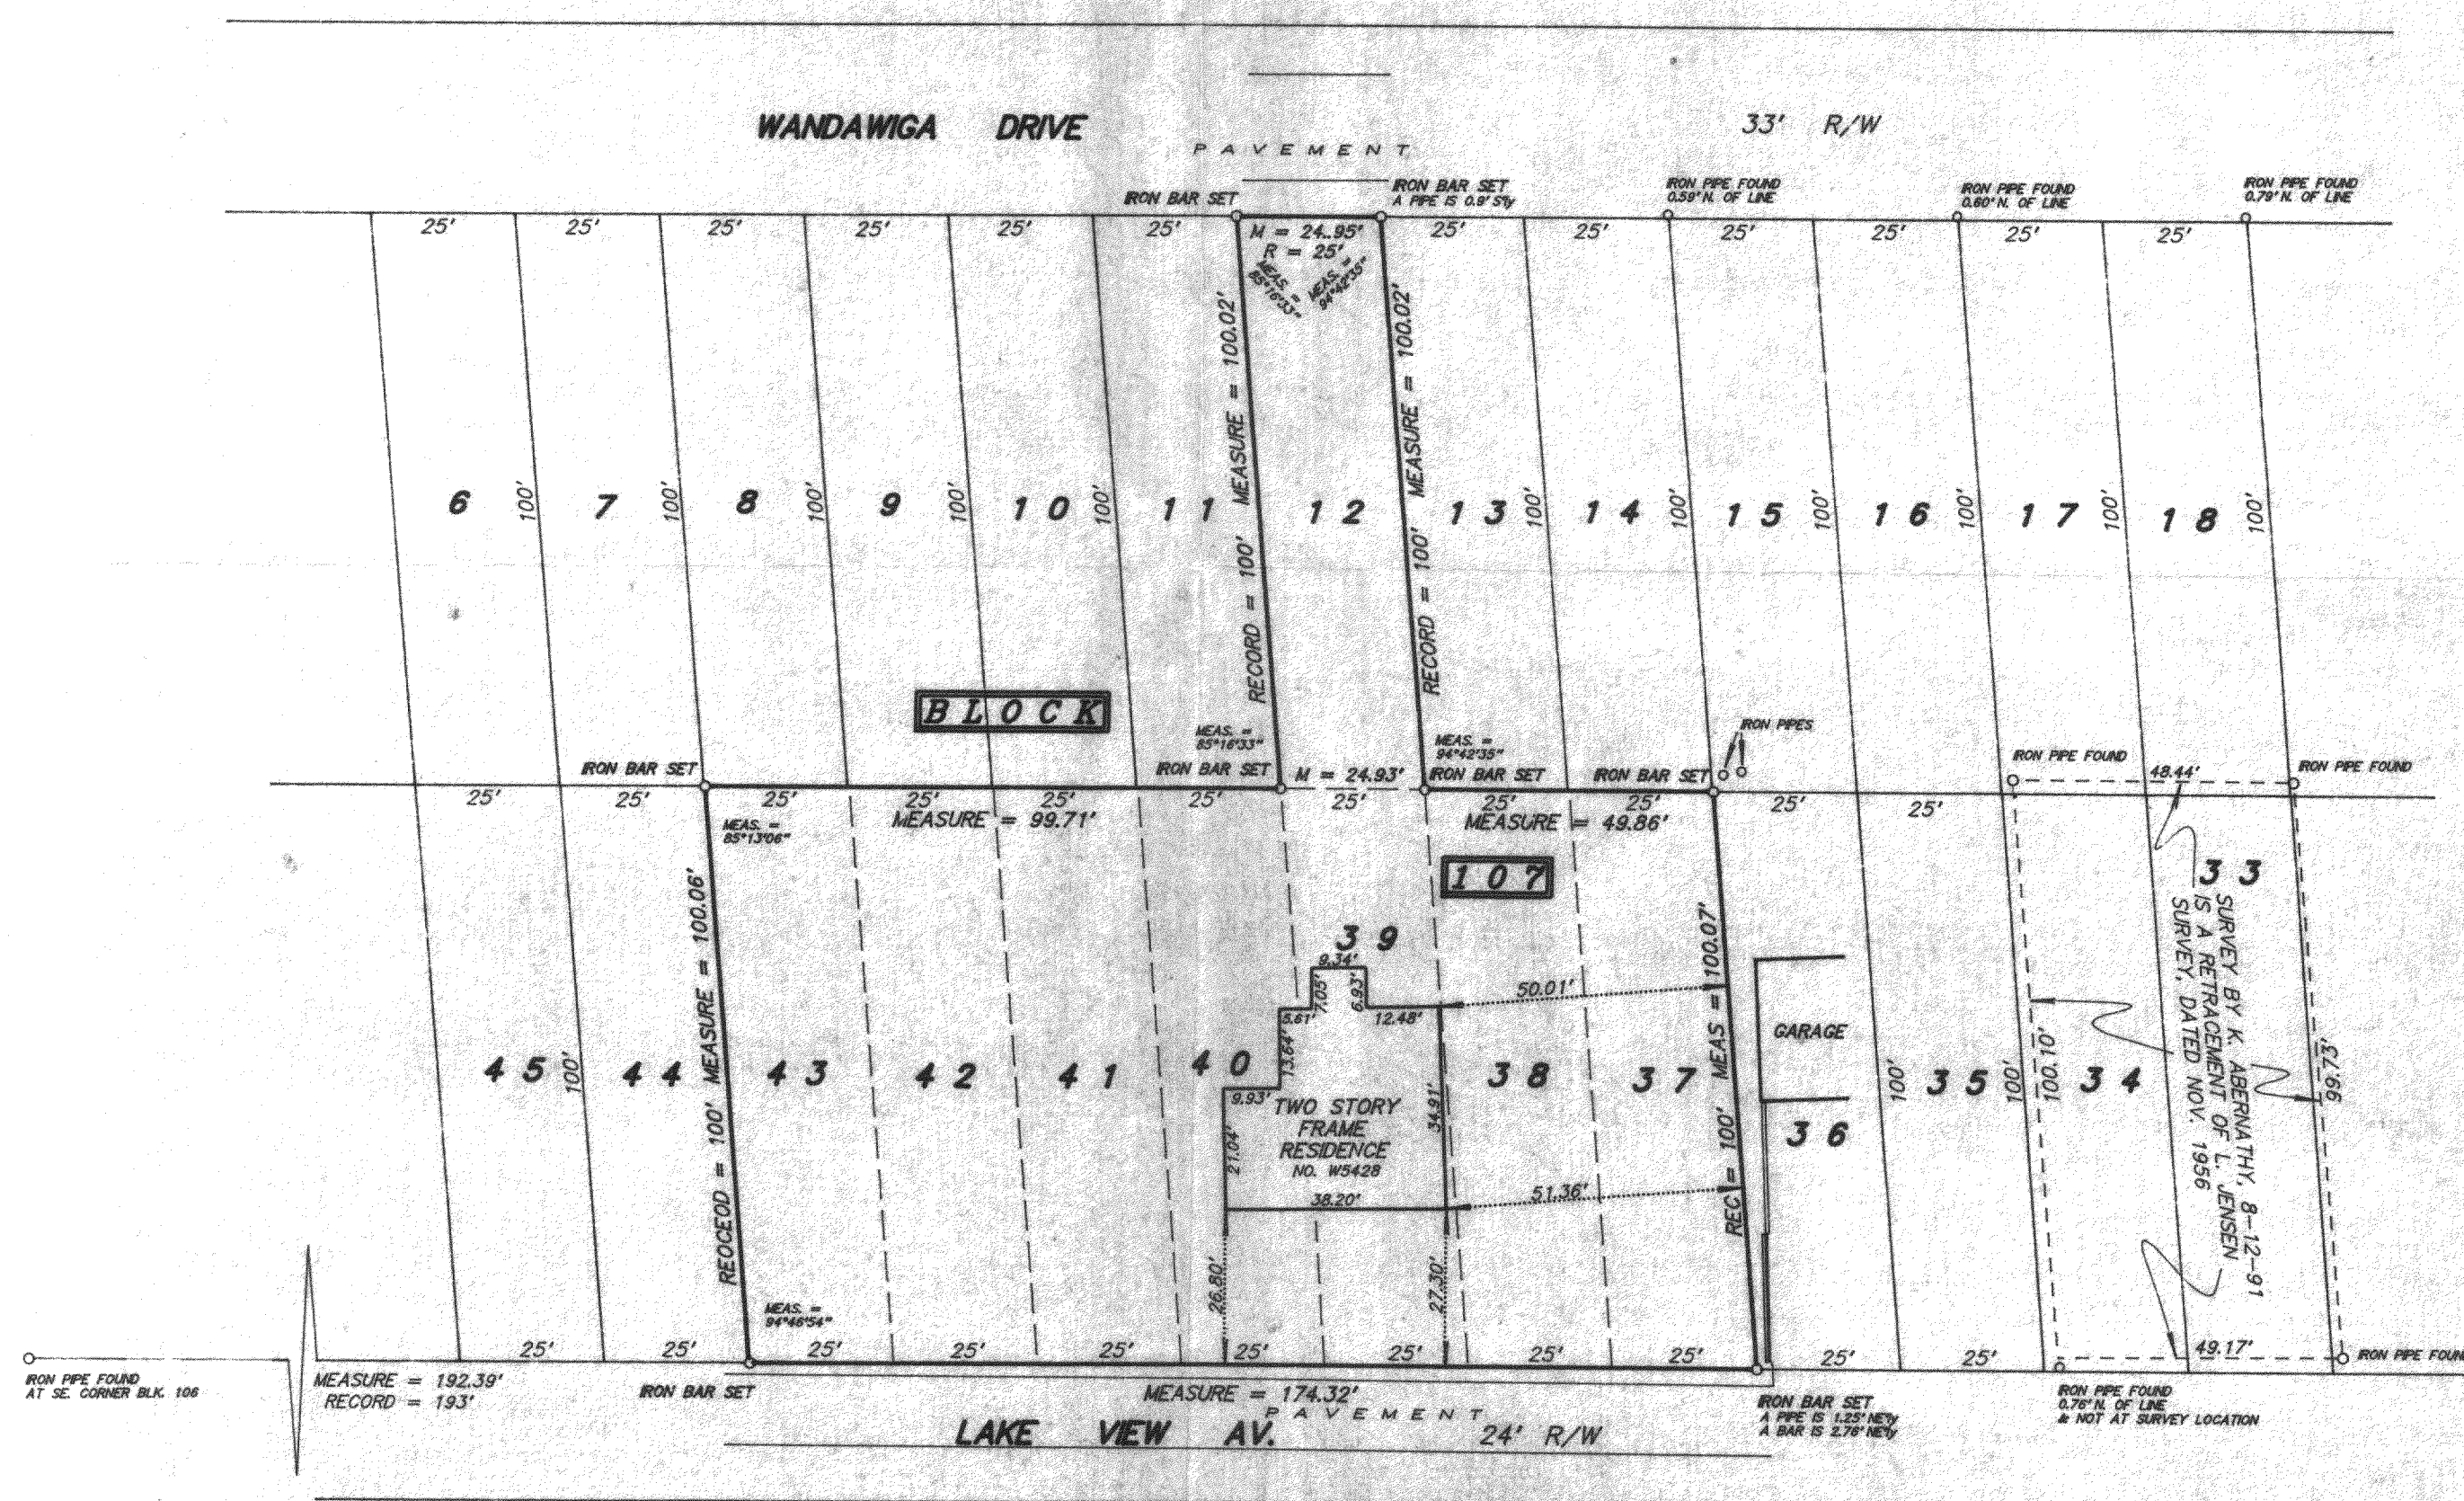 WANDAWIGA DRIVE
33' R/W
PAVEMENT
IRON BAR SET
IRON BAR SET
A PIPE IS 0.9' S'ly
IRON PIPE FOUND
0.59' N. OF LINE
IRON PIPE FOUND
0.60' N. OF LINE
IRON PIPE FOUND
0.79' N. OF LINE
25' 25' 25' 25' 25' 25'
M = 24..95'
R = 25'
25' 25' 25' 25' 25' 25'
MEAS. =
85°16'33"
MEAS. =
94°42'35"
RECORD = 100' MEASURE = 100.02'
RECORD = 100' MEASURE = 100.02'
6 100' 7 100' 8 100' 9 100' 10 100' 11 12 13 100' 14 100' 15 100' 16 100' 17 100' 18 100'
BLOCK
MEAS. =
85°16'33"
MEAS. =
94°42'35"
IRON PIPES
IRON BAR SET
IRON BAR SET
M = 24.93'
IRON BAR SET
IRON BAR SET
IRON PIPE FOUND
48.44'
IRON PIPE FOUND
25' 25' 25' 25' 25' 25' 25' 25' 25' 25' 25'
MEASURE = 99.71'
MEASURE = 49.86'
MEAS. =
85°13'06"
107
REOCEOD = 100' MEASURE = 100.06'
REC = 100' MEAS = 100.07'
33
SURVEY BY K. ABERNATHY, 8-12-91
IS A RETRACEMENT OF L. JENSEN
SURVEY, DATED NOV. 1956
39
9.34'
7.05'
6.93'
5.61'
12.48'
50.01'
13.64'
GARAGE
45 100' 44 43 42 41 40 38 37 36 100' 35 100' 100.10' 34 99.73'
9.93'
TWO STORY
FRAME
RESIDENCE
NO. W5428
34.91'
21.04'
38.20'
51.36'
26.80'
27.30'
MEAS. =
94°46'54"
25' 25' 25' 25' 25' 25' 25' 25' 25' 25' 25'
49.17'
IRON PIPE FOUN
IRON PIPE FOUND
AT SE. CORNER BLK. 106
MEASURE = 192.39'
RECORD = 193'
IRON BAR SET
MEASURE = 174.32'
PAVEMENT
LAKE VIEW AV.
24' R/W
IRON BAR SET
A PIPE IS 1.25' NE'ly
A BAR IS 2.76' NE'ly
IRON PIPE FOUND
0.76' N. OF LINE
& NOT AT SURVEY LOCATION